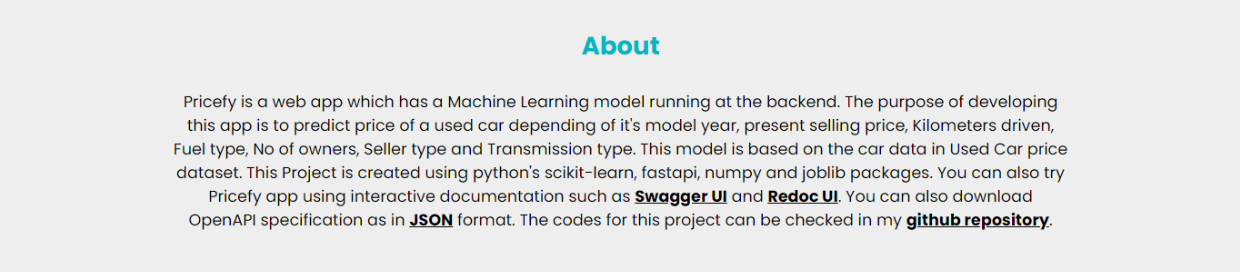 About
Pricefy is a web app which has a Machine Learning model running at the backend. The purpose of developing
this app is to predict price of a used car depending of it's model year, present selling price, Kilometers driven,
Fuel type, No of owners, Seller type and Transmission type. This model is based on the car data in Used Car price
dataset. This Project is created using python's scikit-learn, fastapi, numpy and joblib packages. You can also try
Pricefy app using interactive documentation such as Swagger UI and Redoc UI. You can also download
OpenAPI specification as in JSON format. The codes for this project can be checked in my github repository.